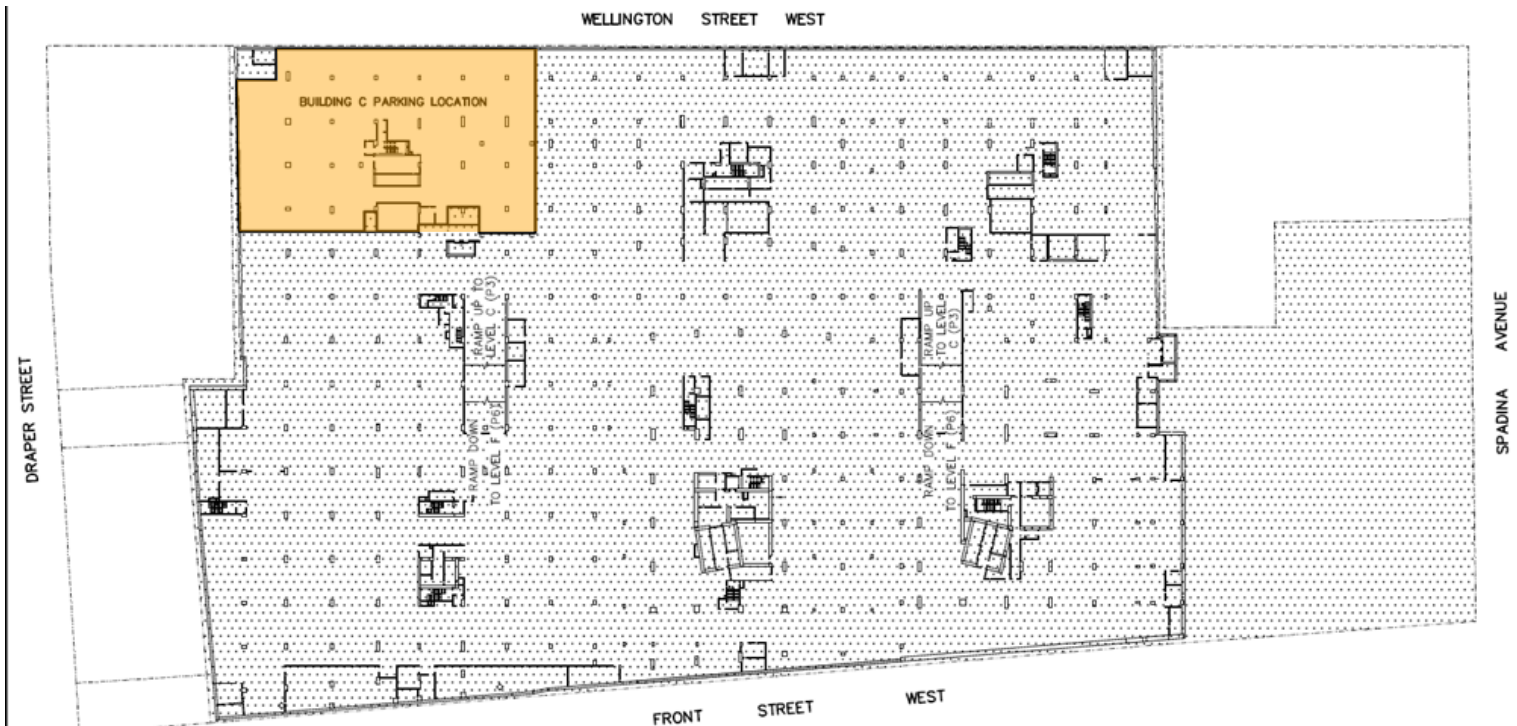 WELLINGTON STREET WEST
BUILDING C PARKING LOCATION
RAMP UP TO
LEVEL C (P3)
RAMP UP
TO LEVEL
C (P3)
DRAPER STREET
SPADINA AVENUE
RAMP DOWN
TO LEVEL F (P6)
RAMP DOWN
TO LEVEL F (P6)
FRONT STREET WEST